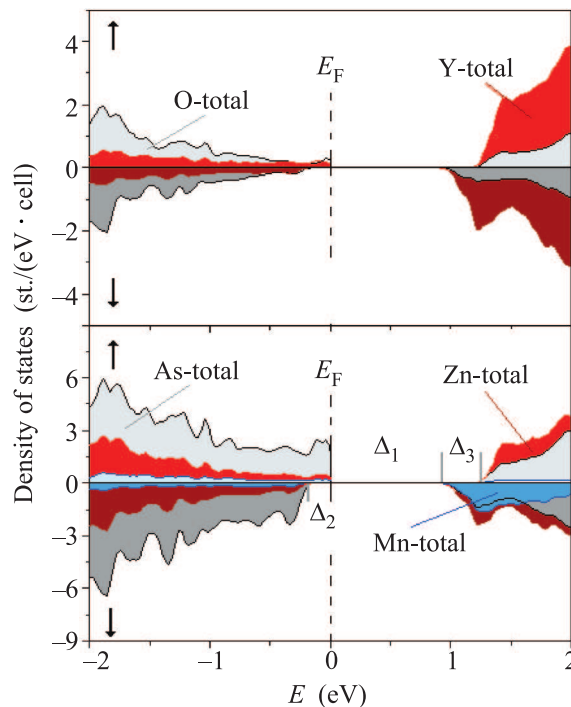 4
2
0
−2
−4
E_F
Y-total
O-total
Density of states (st./(eV · cell)
6
3
0
−3
−6
−9
As-total
E_F
Zn-total
Δ₁
Δ₃
Δ₂
Mn-total
−2
−1
0
1
2
E (eV)